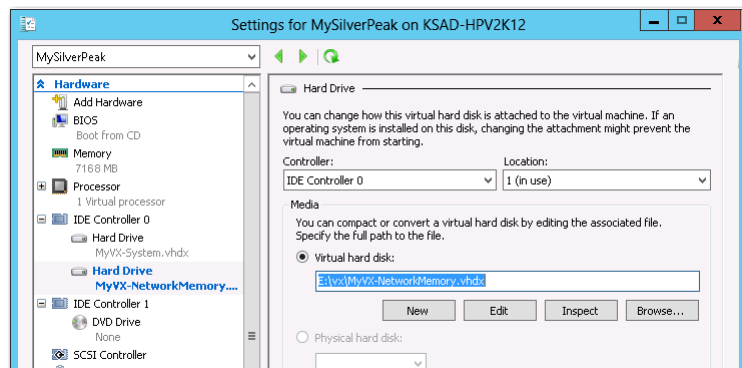 Settings for MySilverPeak on KSAD-HPV2K12
MySilverPeak
Hardware
Add Hardware
BIOS
Boot from CD
Memory
7168 MB
Processor
1 Virtual processor
IDE Controller 0
Hard Drive
MyVX-System.vhdx
Hard Drive
MyVX-NetworkMemory....
IDE Controller 1
DVD Drive
None
SCSI Controller
Hard Drive
You can change how this virtual hard disk is attached to the virtual machine. If an
operating system is installed on this disk, changing the attachment might prevent the
virtual machine from starting.
Controller: Location:
IDE Controller 0 1 (in use)
Media
You can compact or convert a virtual hard disk by editing the associated file.
Specify the full path to the file.
Virtual hard disk:
E:\vx\MyVX-NetworkMemory.vhdx
New Edit Inspect Browse...
Physical hard disk: